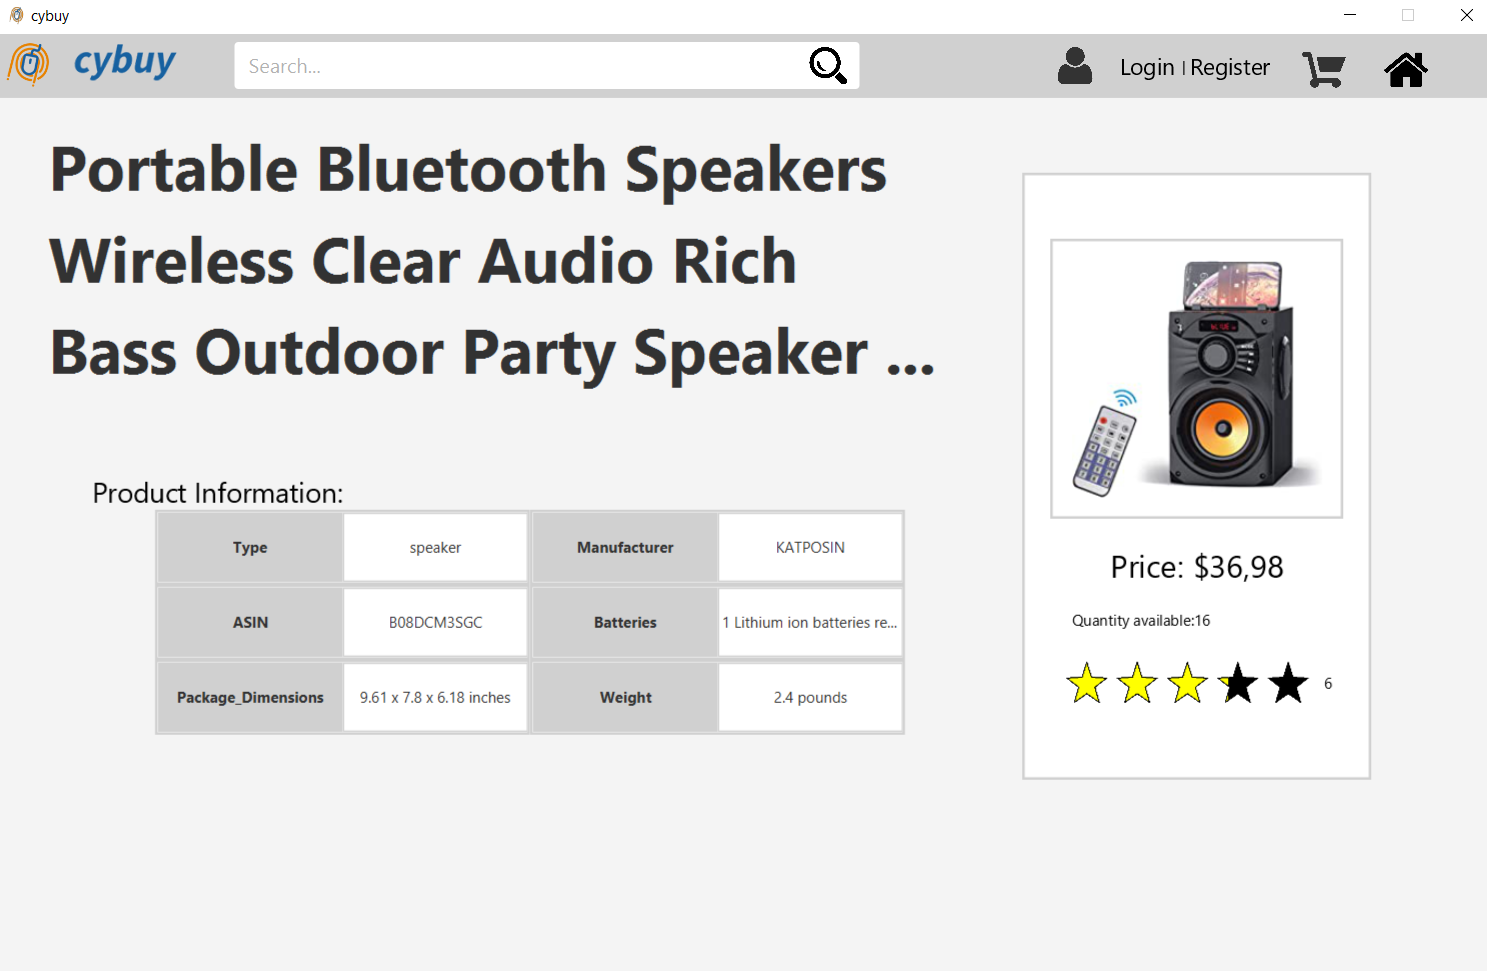 cybuy
cybuy
Search...
Login | Register
Portable Bluetooth Speakers
Wireless Clear Audio Rich
Bass Outdoor Party Speaker ...
Product Information:
Type speaker Manufacturer KATPOSIN
ASIN B08DCM3SGC Batteries 1 Lithium ion batteries re...
Package_Dimensions 9.61 x 7.8 x 6.18 inches Weight 2.4 pounds
Price: $36,98
Quantity available:16
6